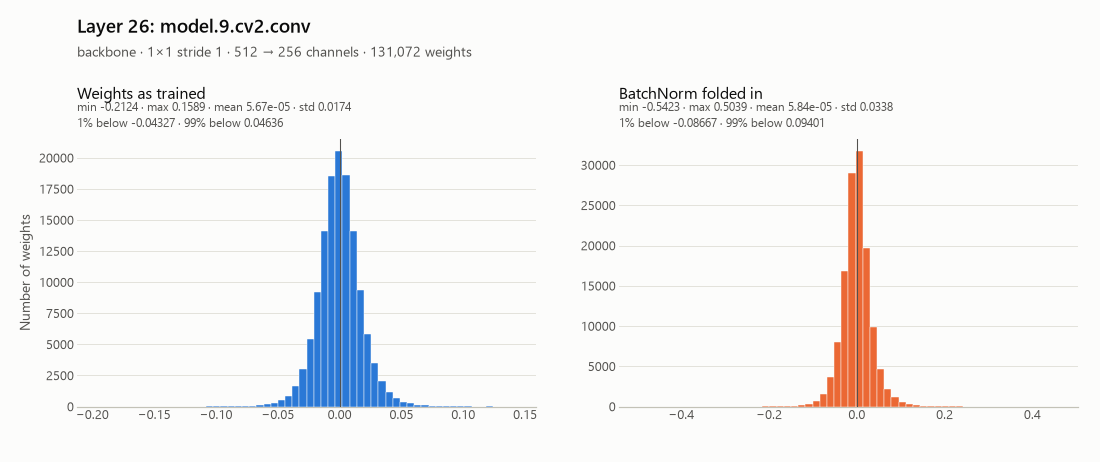 Layer 26: model.9.cv2.conv
backbone · 1×1 stride 1 · 512 → 256 channels · 131,072 weights
Weights as trained
min -0.2124 · max 0.1589 · mean 5.67e-05 · std 0.0174
1% below -0.04327 · 99% below 0.04636
20000
17500
15000
12500
10000
7500
5000
2500
0
Number of weights
−0.20 −0.15 −0.10 −0.05 0.00 0.05 0.10 0.15
BatchNorm folded in
min -0.5423 · max 0.5039 · mean 5.84e-05 · std 0.0338
1% below -0.08667 · 99% below 0.09401
30000
25000
20000
15000
10000
5000
0
−0.4 −0.2 0.0 0.2 0.4